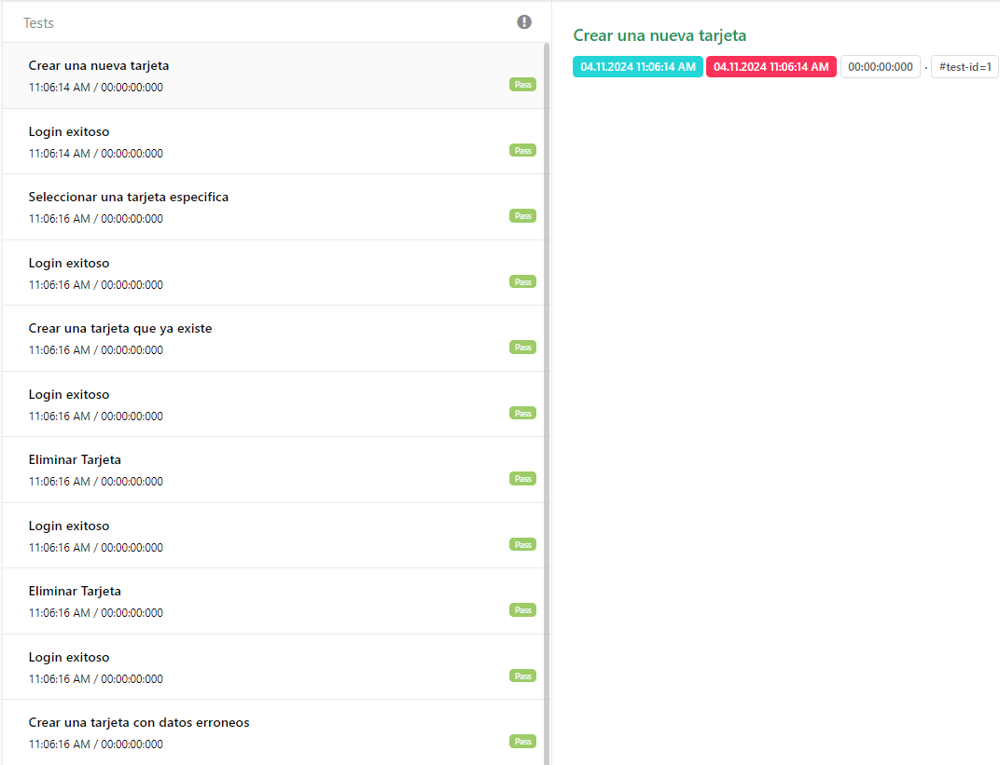 Tests
Crear una nueva tarjeta
11:06:14 AM / 00:00:00:000
Pass
Login exitoso
11:06:14 AM / 00:00:00:000
Pass
Seleccionar una tarjeta especifica
11:06:16 AM / 00:00:00:000
Pass
Login exitoso
11:06:16 AM / 00:00:00:000
Pass
Crear una tarjeta que ya existe
11:06:16 AM / 00:00:00:000
Pass
Login exitoso
11:06:16 AM / 00:00:00:000
Pass
Eliminar Tarjeta
11:06:16 AM / 00:00:00:000
Pass
Login exitoso
11:06:16 AM / 00:00:00:000
Pass
Eliminar Tarjeta
11:06:16 AM / 00:00:00:000
Pass
Login exitoso
11:06:16 AM / 00:00:00:000
Pass
Crear una tarjeta con datos erroneos
11:06:16 AM / 00:00:00:000
Pass
Crear una nueva tarjeta
04.11.2024 11:06:14 AM 04.11.2024 11:06:14 AM 00:00:00:000 · #test-id=1